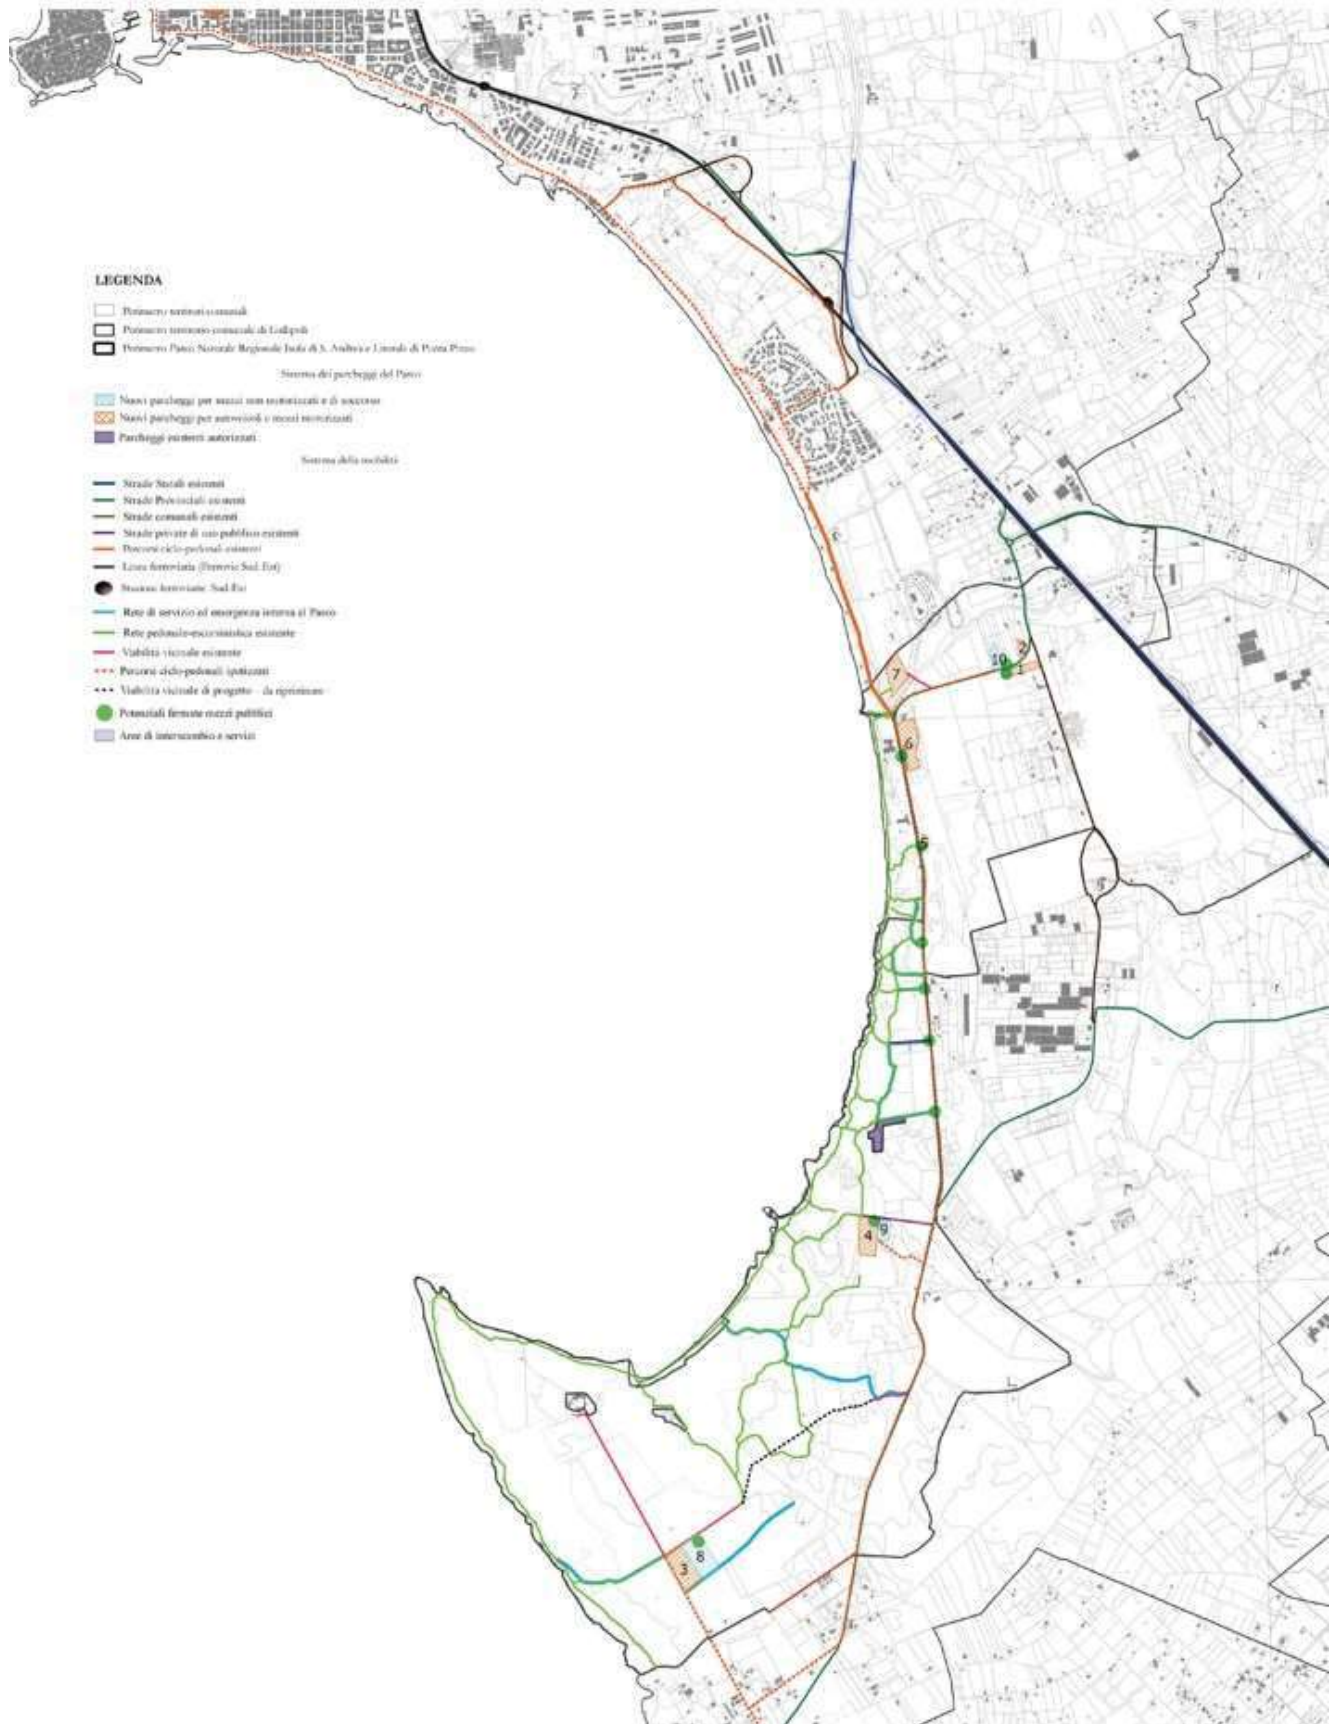 LEGENDA
Perimetro territori comunali
Perimetro territorio comunale di Gallipoli
Perimetro Parco Naturale Regionale Isola di S. Andrea e Litorale di Punta Pizzo
Sistema dei parcheggi del Parco
Nuovi parcheggi per mezzi non motorizzati e di soccorso
Nuovi parcheggi per autoveicoli e mezzi motorizzati
Parcheggi esistenti autorizzati
Sistema della mobilità
Strade Statali esistenti
Strade Provinciali esistenti
Strade comunali esistenti
Strade private di uso pubblico esistenti
Percorsi ciclo-pedonali esistenti
Linea ferroviaria (Ferrovie Sud Est)
Stazioni ferroviarie Sud Est
Rete di servizio ed emergenza interna al Parco
Rete pedonale-escursionistica esistente
Viabilità vicinale esistente
Percorsi ciclo-pedonali ipotizzati
Viabilità vicinale di progetto - da ripristinare
Potenziali fermate mezzi pubblici
Aree di interscambio e servizi
2
10
1
7
6
5
9
4
8
3